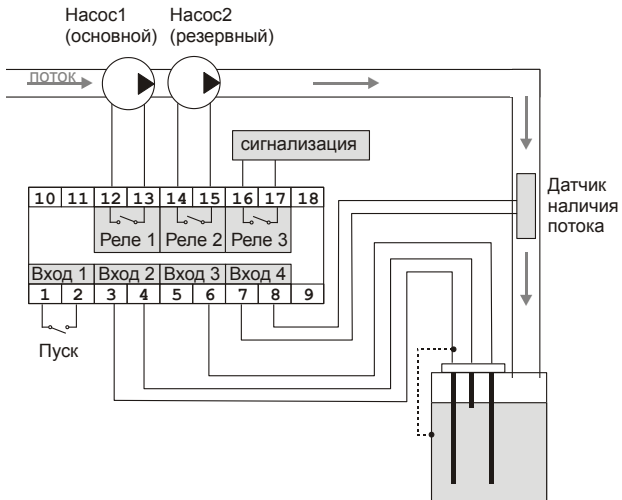 Насос1 Насос2
(основной) (резервный)
поток
сигнализация
10 11 12 13 14 15 16 17 18
Реле 1 Реле 2 Реле 3
Датчик
наличия
потока
Вход 1 Вход 2 Вход 3 Вход 4
1 2 3 4 5 6 7 8 9
Пуск